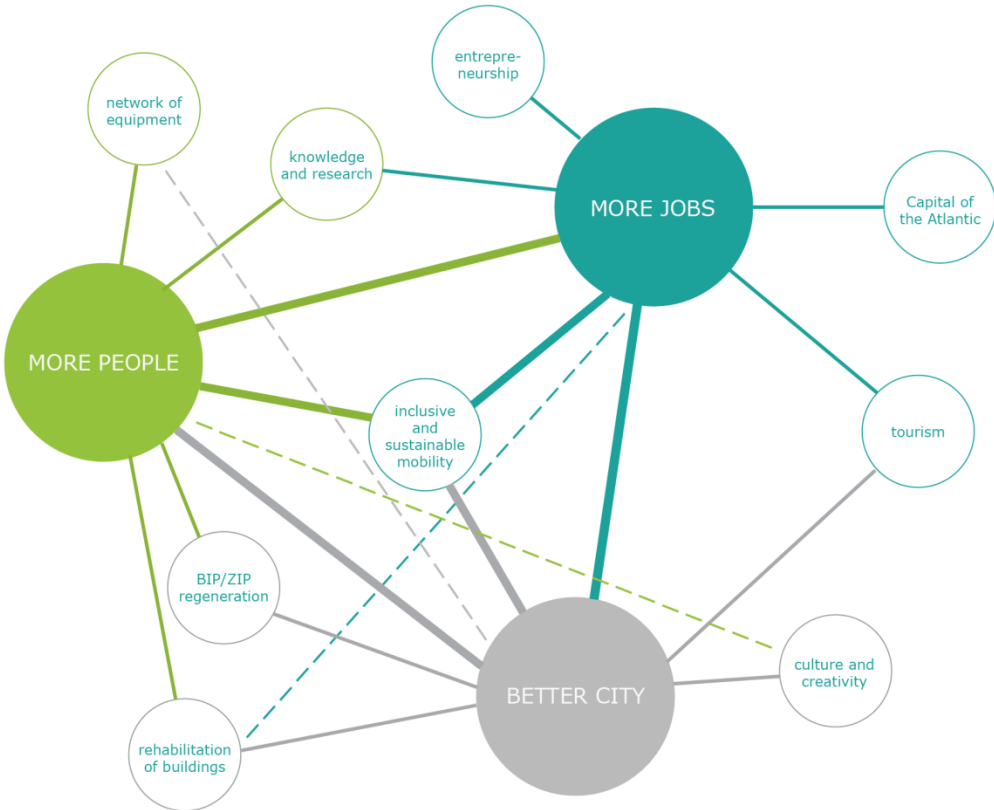 entrepre-
neurship
network of
equipment
knowledge
and research
MORE JOBS
Capital of
the Atlantic
MORE PEOPLE
inclusive
and
sustainable
mobility
tourism
BIP/ZIP
regeneration
culture and
creativity
BETTER CITY
rehabilitation
of buildings